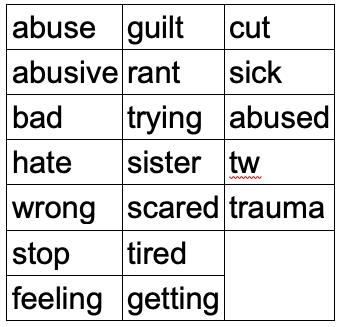 abuse guilt cut
abusive rant sick
bad trying abused
hate sister tw
wrong scared trauma
stop tired
feeling getting